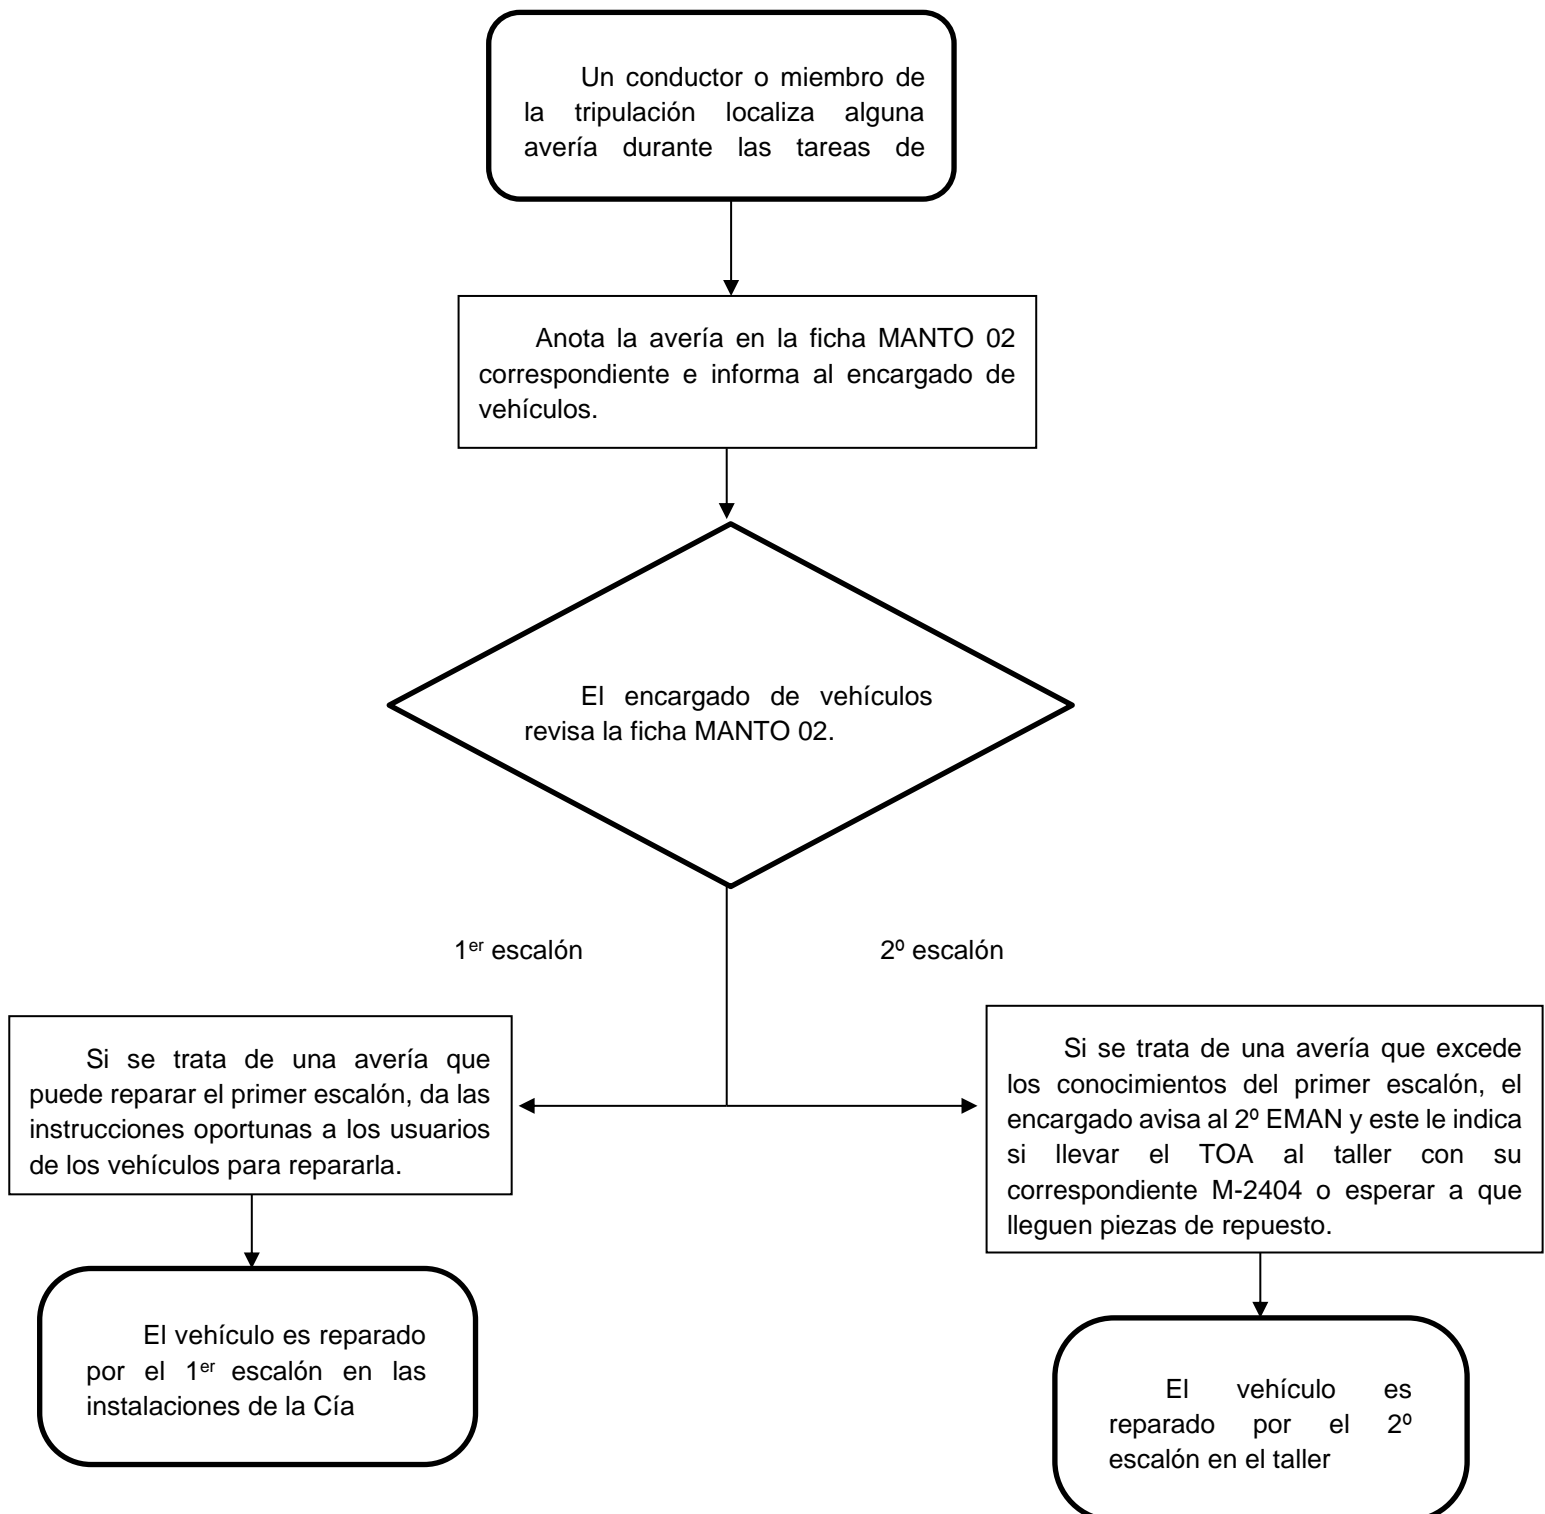 Un conductor o miembro de
la tripulación localiza alguna
avería durante las tareas de
Anota la avería en la ficha MANTO 02
correspondiente e informa al encargado de
vehículos.
El encargado de vehículos
revisa la ficha MANTO 02.
1er escalón
2º escalón
Si se trata de una avería que
puede reparar el primer escalón, da las
instrucciones oportunas a los usuarios
de los vehículos para repararla.
Si se trata de una avería que excede
los conocimientos del primer escalón, el
encargado avisa al 2º EMAN y este le indica
si llevar el TOA al taller con su
correspondiente M-2404 o esperar a que
lleguen piezas de repuesto.
El vehículo es reparado
por el 1er escalón en las
instalaciones de la Cía
El vehículo es
reparado por el 2º
escalón en el taller